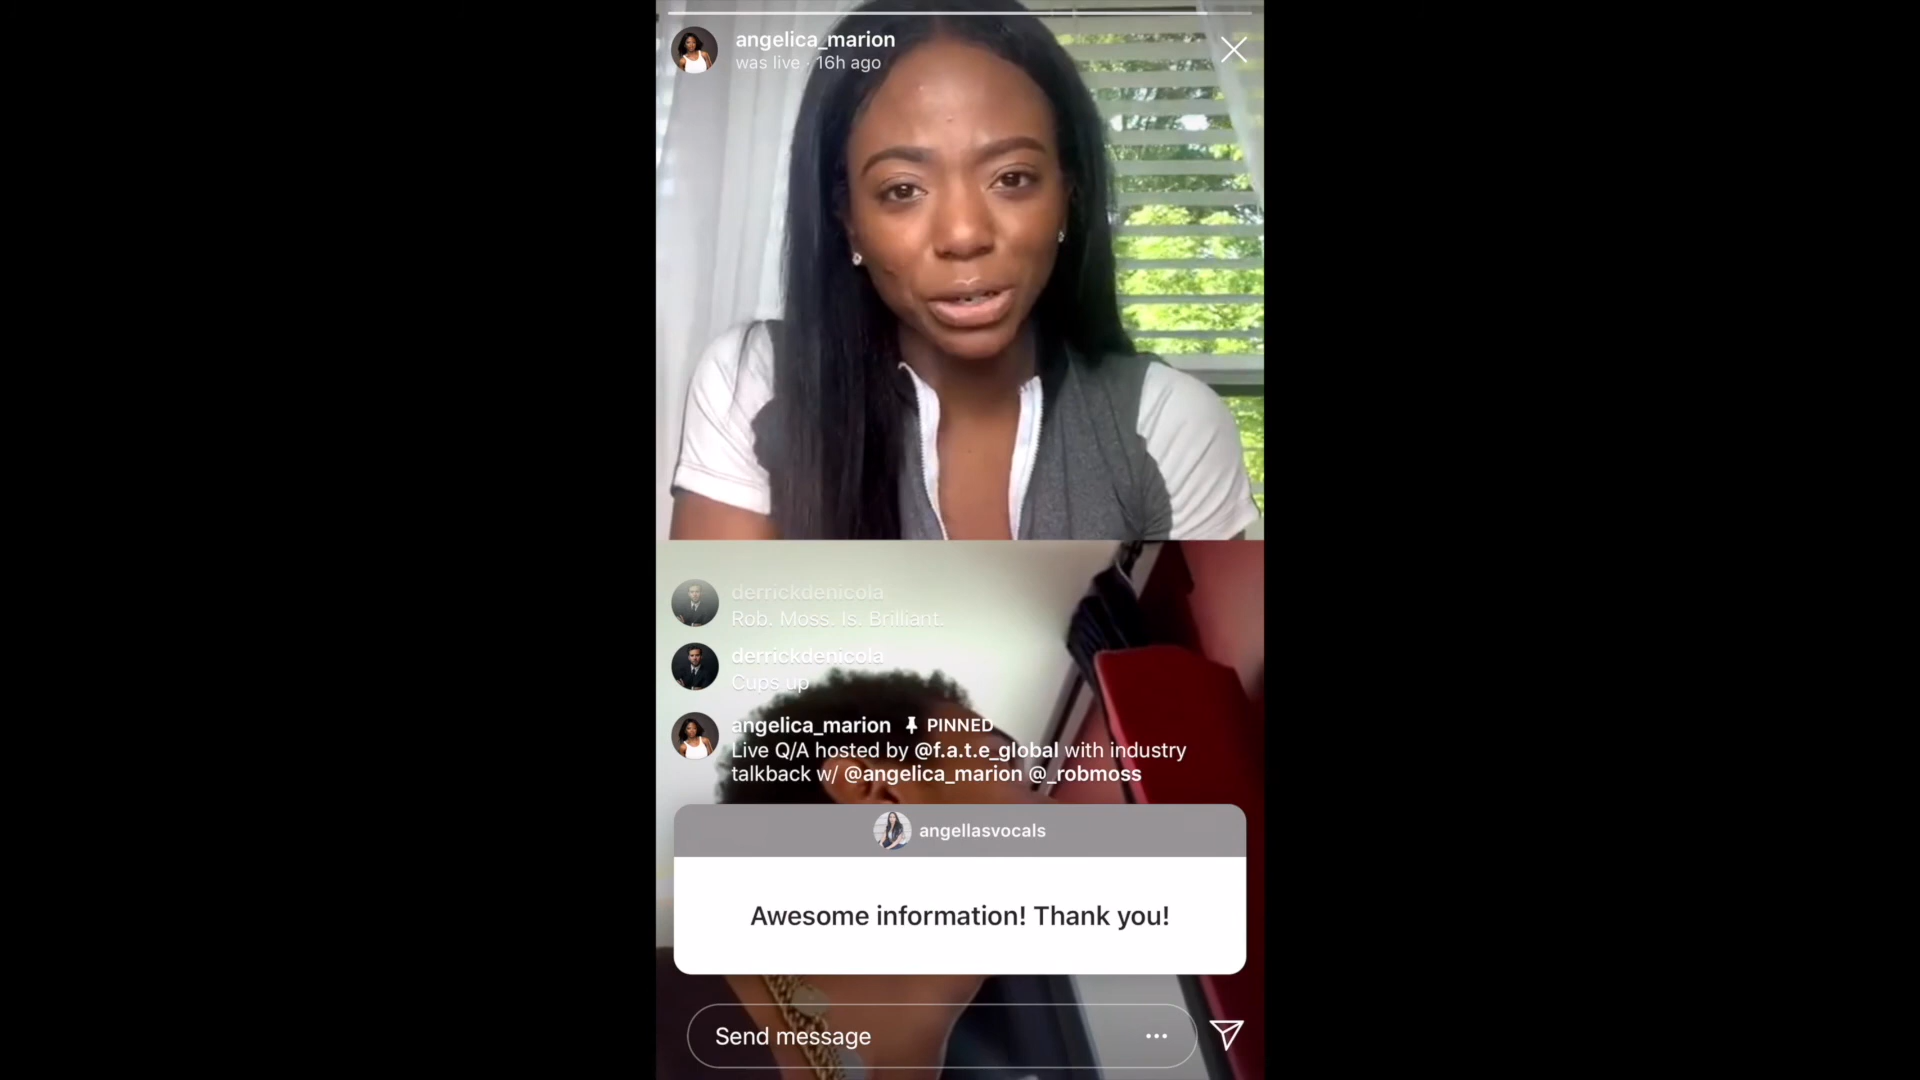 angelica_marion
was live · 16h ago
derrickdenicola
Rob. Moss. Is. Brilliant.
derrickdenicola
Cups up
angelica_marion PINNED
Live Q/A hosted by @f.a.t.e_global with industry
talkback w/ @angelica_marion @_robmoss
angellasvocals
Awesome information! Thank you!
Send message